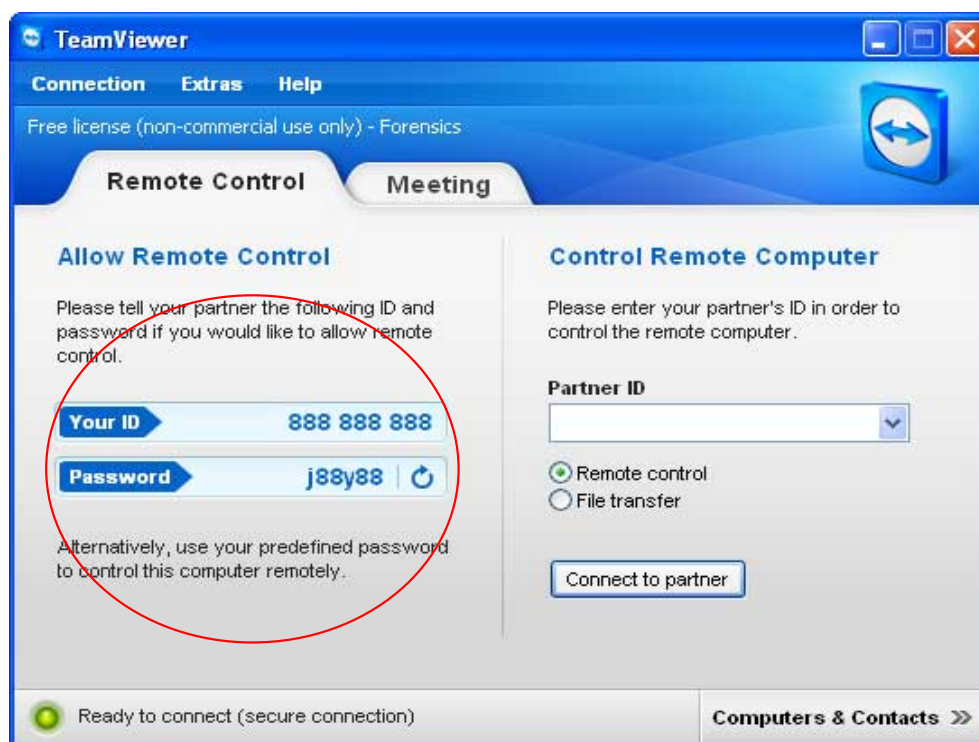 TeamViewer
Connection Extras Help
Free license (non-commercial use only) - Forensics
Remote Control Meeting
Allow Remote Control
Please tell your partner the following ID and
password if you would like to allow remote
control.
Your ID 888 888 888
Password j88y88
Alternatively, use your predefined password
to control this computer remotely.
Control Remote Computer
Please enter your partner's ID in order to
control the remote computer.
Partner ID
Remote control
File transfer
Connect to partner
Ready to connect (secure connection)
Computers & Contacts >>